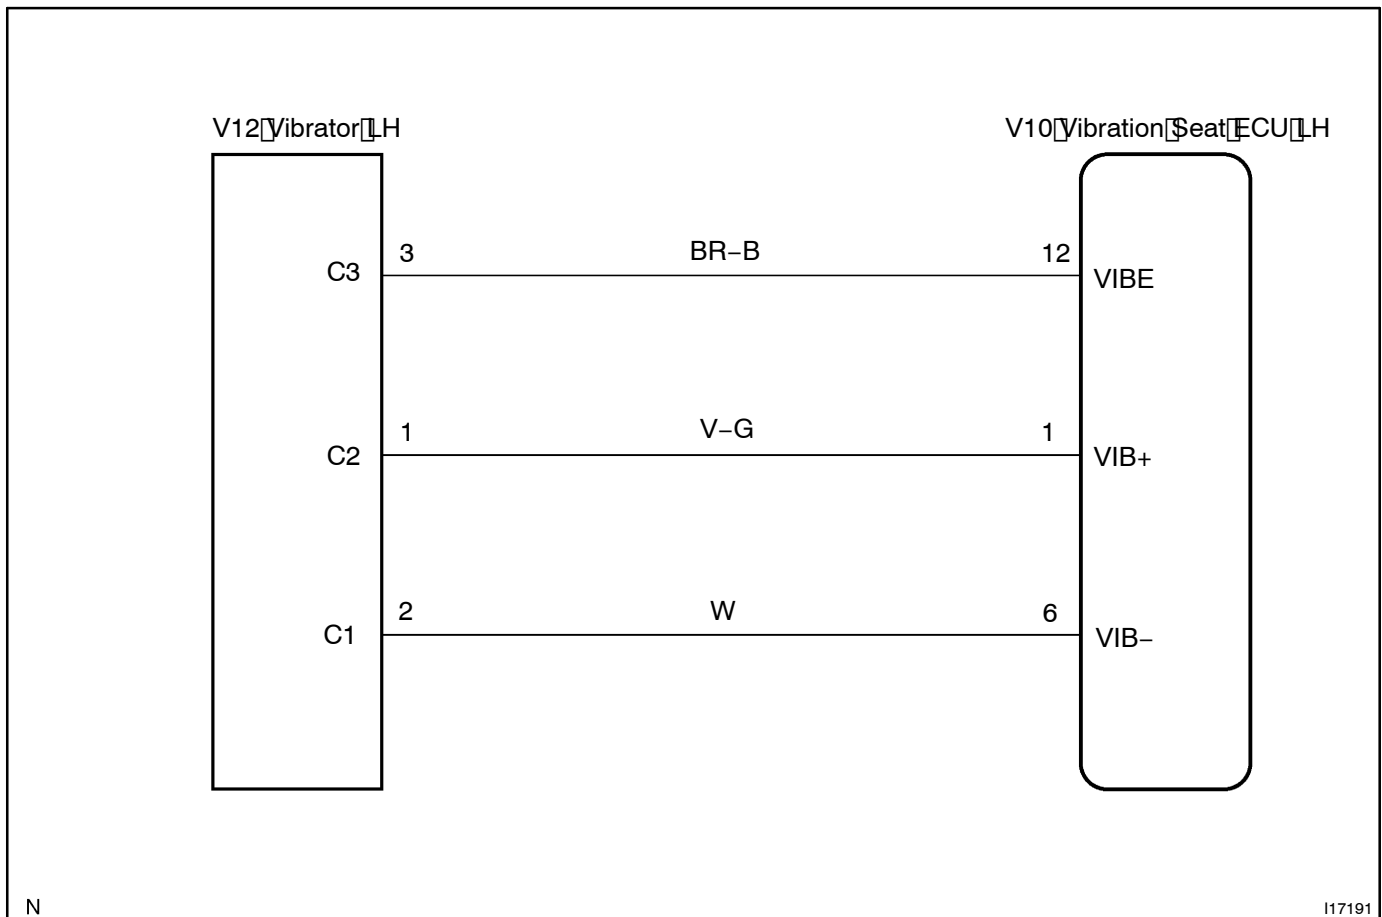 V12▯Vibrator▯LH
V10▯Vibration▯Seat▯ECU▯LH
C3 3 BR−B 12 VIBE
C2 1 V−G 1 VIB+
C1 2 W 6 VIB−
N
I17191